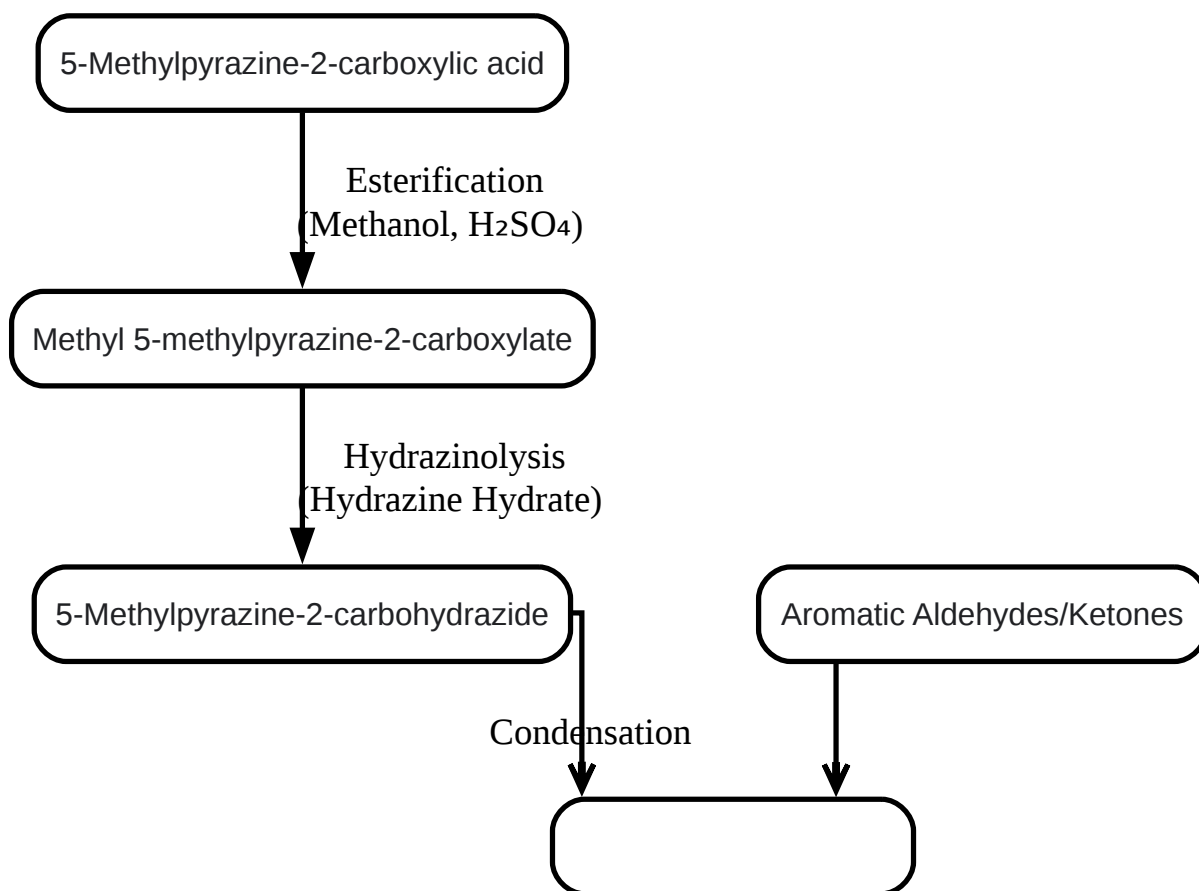 5-Methylpyrazine-2-carboxylic acid
Esterification
(Methanol, H₂SO₄)
Methyl 5-methylpyrazine-2-carboxylate
Hydrazinolysis
(Hydrazine Hydrate)
5-Methylpyrazine-2-carbohydrazide
Aromatic Aldehydes/Ketones
Condensation